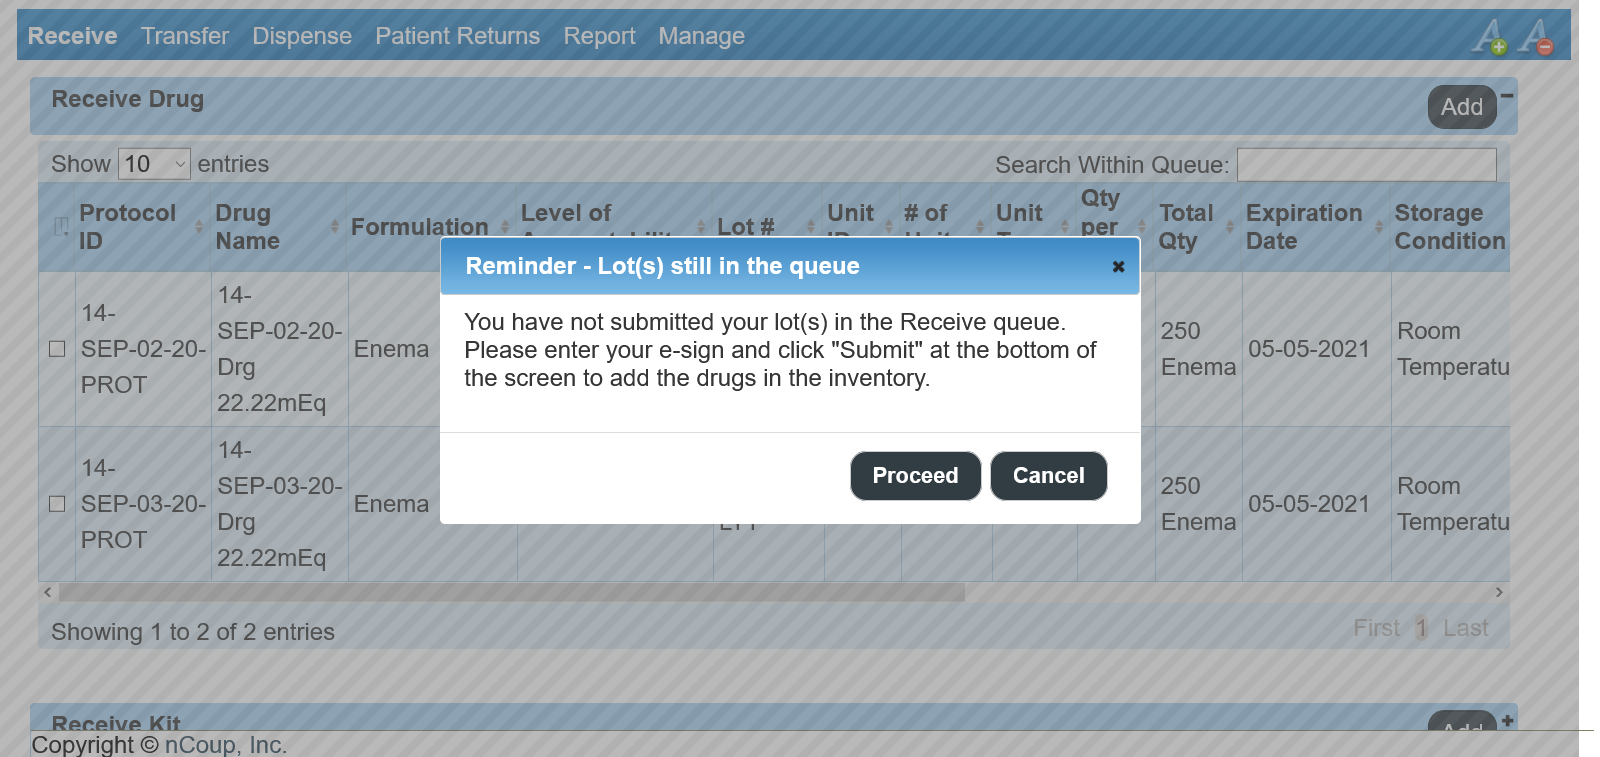 Receive Transfer Dispense Patient Returns Report Manage
Receive Drug
Add
Show 10 entries
Search Within Queue:
Protocol ID
Drug Name
Formulation
Level of
Lot #
Unit
# of
Unit
Qty per
Total Qty
Expiration Date
Storage Condition
Reminder - Lot(s) still in the queue
You have not submitted your lot(s) in the Receive queue.
Please enter your e-sign and click "Submit" at the bottom of
the screen to add the drugs in the inventory.
Proceed Cancel
14-
SEP-02-20-
PROT
14-
SEP-02-20-
Drg
22.22mEq
Enema
250
Enema
05-05-2021
Room
Temperatu
14-
SEP-03-20-
PROT
14-
SEP-03-20-
Drg
22.22mEq
Enema
250
Enema
05-05-2021
Room
Temperatu
Showing 1 to 2 of 2 entries
First 1 Last
Receive Kit
Add
Copyright © nCoup, Inc.